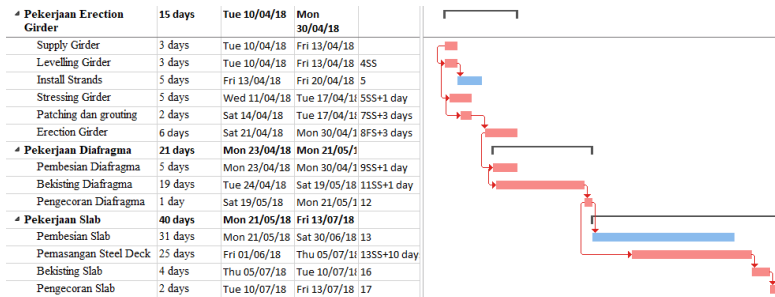 Pekerjaan Erection Girder 15 days Tue 10/04/18 Mon 30/04/18
Supply Girder 3 days Tue 10/04/18 Fri 13/04/18
Levelling Girder 3 days Tue 10/04/18 Fri 13/04/18 4SS
Install Strands 5 days Fri 13/04/18 Fri 20/04/18 5
Stressing Girder 5 days Wed 11/04/18 Tue 17/04/18 5SS+1 day
Patching dan grouting 2 days Sat 14/04/18 Tue 17/04/18 7SS+3 days
Erection Girder 6 days Sat 21/04/18 Mon 30/04/1 8FS+3 days
Pekerjaan Diafragma 21 days Mon 23/04/18 Mon 21/05/1
Pembesian Diafragma 5 days Mon 23/04/18 Mon 30/04/1 9SS+1 day
Bekisting Diafragma 19 days Tue 24/04/18 Sat 19/05/18 11SS+1 day
Pengecoran Diafragma 1 day Sat 19/05/18 Mon 21/05/1 12
Pekerjaan Slab 40 days Mon 21/05/18 Fri 13/07/18
Pembesian Slab 31 days Mon 21/05/18 Sat 30/06/18 13
Pemasangan Steel Deck 25 days Fri 01/06/18 Thu 05/07/18 13SS+10 day
Bekisting Slab 4 days Thu 05/07/18 Tue 10/07/18 16
Pengecoran Slab 2 days Tue 10/07/18 Fri 13/07/18 17